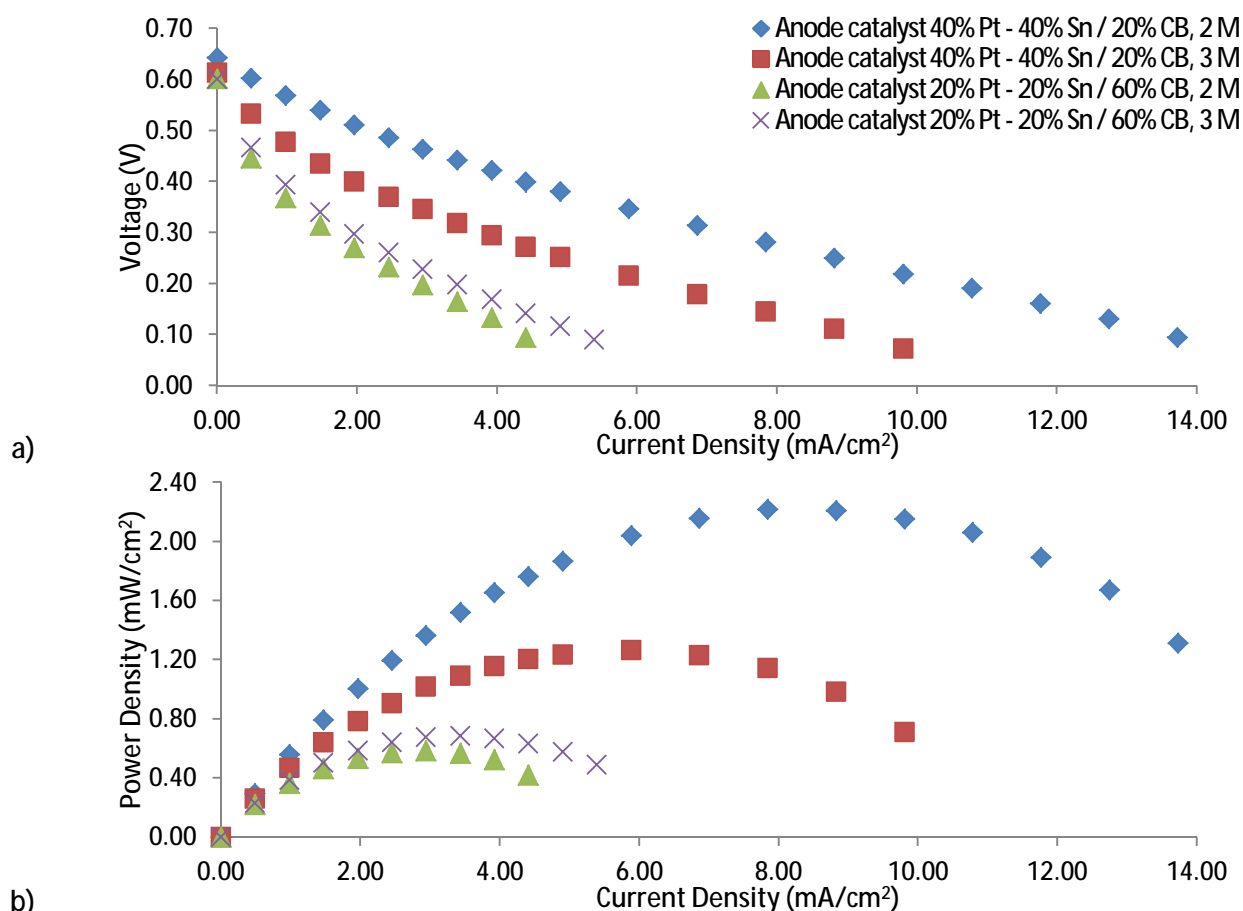 Anode catalyst 40% Pt - 40% Sn / 20% CB, 2 M
Anode catalyst 40% Pt - 40% Sn / 20% CB, 3 M
Anode catalyst 20% Pt - 20% Sn / 60% CB, 2 M
Anode catalyst 20% Pt - 20% Sn / 60% CB, 3 M
0.70
0.60
0.50
0.40
0.30
0.20
0.10
0.00
Voltage (V)
0.00 2.00 4.00 6.00 8.00 10.00 12.00 14.00
Current Density (mA/cm²)
a)
2.40
2.00
1.60
1.20
0.80
0.40
0.00
Power Density (mW/cm²)
0.00 2.00 4.00 6.00 8.00 10.00 12.00 14.00
Current Density (mA/cm²)
b)